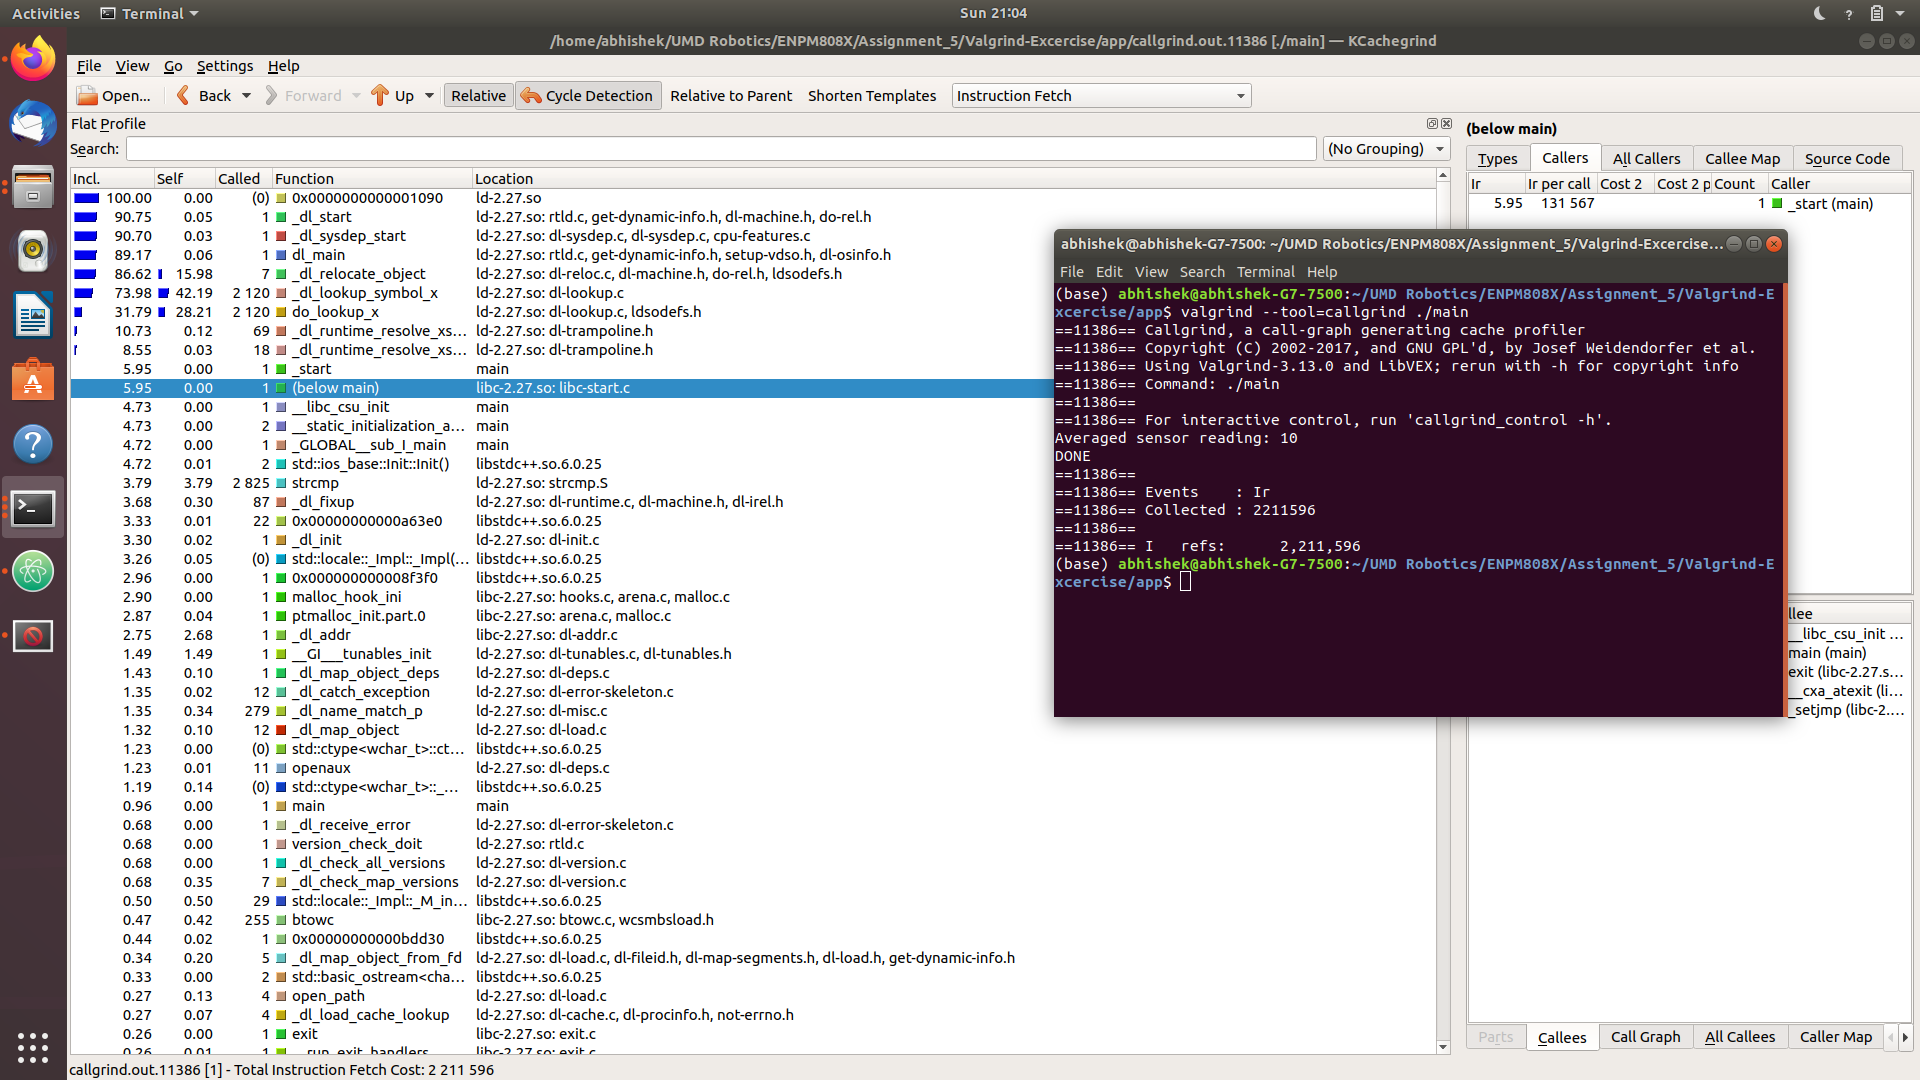 Activities Terminal Sun 21:04 ?
/home/abhishek/UMD Robotics/ENPM808X/Assignment_5/Valgrind-Excercise/app/callgrind.out.11386 [./main] — KCachegrind
File View Go Settings Help
Open... Back Forward Up Relative Cycle Detection Relative to Parent Shorten Templates Instruction Fetch
Flat Profile
Search: (No Grouping)
Incl. Self Called Function Location
100.00 0.00 (0) 0x0000000000001090 ld-2.27.so
90.75 0.05 1 _dl_start ld-2.27.so: rtld.c, get-dynamic-info.h, dl-machine.h, do-rel.h
90.70 0.03 1 _dl_sysdep_start ld-2.27.so: dl-sysdep.c, dl-sysdep.c, cpu-features.c
89.17 0.06 1 dl_main ld-2.27.so: rtld.c, get-dynamic-info.h, setup-vdso.h, dl-osinfo.h
86.62 15.98 7 _dl_relocate_object ld-2.27.so: dl-reloc.c, dl-machine.h, do-rel.h, ldsodefs.h
73.98 42.19 2 120 _dl_lookup_symbol_x ld-2.27.so: dl-lookup.c
31.79 28.21 2 120 do_lookup_x ld-2.27.so: dl-lookup.c, ldsodefs.h
10.73 0.12 69 _dl_runtime_resolve_xs... ld-2.27.so: dl-trampoline.h
8.55 0.03 18 _dl_runtime_resolve_xs... ld-2.27.so: dl-trampoline.h
5.95 0.00 1 _start main
5.95 0.00 1 (below main) libc-2.27.so: libc-start.c
4.73 0.00 1 __libc_csu_init main
4.73 0.00 2 __static_initialization_a... main
4.72 0.00 1 _GLOBAL__sub_I_main main
4.72 0.01 2 std::ios_base::Init::Init() libstdc++.so.6.0.25
3.79 3.79 2 825 strcmp ld-2.27.so: strcmp.S
3.68 0.30 87 _dl_fixup ld-2.27.so: dl-runtime.c, dl-machine.h, dl-irel.h
3.33 0.01 22 0x00000000000a63e0 libstdc++.so.6.0.25
3.30 0.02 1 _dl_init ld-2.27.so: dl-init.c
3.26 0.05 (0) std::locale::_Impl::_Impl(... libstdc++.so.6.0.25
2.96 0.00 1 0x000000000008f3f0 libstdc++.so.6.0.25
2.90 0.00 1 malloc_hook_ini libc-2.27.so: hooks.c, arena.c, malloc.c
2.87 0.04 1 ptmalloc_init.part.0 libc-2.27.so: arena.c, malloc.c
2.75 2.68 1 _dl_addr libc-2.27.so: dl-addr.c
1.49 1.49 1 __GI___tunables_init ld-2.27.so: dl-tunables.c, dl-tunables.h
1.43 0.10 1 _dl_map_object_deps ld-2.27.so: dl-deps.c
1.35 0.02 12 _dl_catch_exception ld-2.27.so: dl-error-skeleton.c
1.35 0.34 279 _dl_name_match_p ld-2.27.so: dl-misc.c
1.32 0.10 12 _dl_map_object ld-2.27.so: dl-load.c
1.23 0.00 (0) std::ctype<wchar_t>::ct... libstdc++.so.6.0.25
1.23 0.01 11 openaux ld-2.27.so: dl-deps.c
1.19 0.14 (0) std::ctype<wchar_t>::_... libstdc++.so.6.0.25
0.96 0.00 1 main main
0.68 0.00 1 _dl_receive_error ld-2.27.so: dl-error-skeleton.c
0.68 0.00 1 version_check_doit ld-2.27.so: rtld.c
0.68 0.00 1 _dl_check_all_versions ld-2.27.so: dl-version.c
0.68 0.35 7 _dl_check_map_versions ld-2.27.so: dl-version.c
0.50 0.50 29 std::locale::_Impl::_M_in... libstdc++.so.6.0.25
0.47 0.42 255 btowc libc-2.27.so: btowc.c, wcsmbsload.h
0.44 0.02 1 0x00000000000bdd30 libstdc++.so.6.0.25
0.34 0.20 5 _dl_map_object_from_fd ld-2.27.so: dl-load.c, dl-fileid.h, dl-map-segments.h, dl-load.h, get-dynamic-info.h
0.33 0.00 2 std::basic_ostream<cha... libstdc++.so.6.0.25
0.27 0.13 4 open_path ld-2.27.so: dl-load.c
0.27 0.07 4 _dl_load_cache_lookup ld-2.27.so: dl-cache.c, dl-procinfo.h, not-errno.h
0.26 0.00 1 exit libc-2.27.so: exit.c
0.26 0.01 1 __run_exit_handlers libc-2.27.so: exit.c
callgrind.out.11386 [1] - Total Instruction Fetch Cost: 2 211 596
(below main)
Types Callers All Callers Callee Map Source Code
Ir Ir per call Cost 2 Cost 2 p Count Caller
5.95 131 567 1 _start (main)
abhishek@abhishek-G7-7500: ~/UMD Robotics/ENPM808X/Assignment_5/Valgrind-Excercise...
File Edit View Search Terminal Help
(base) abhishek@abhishek-G7-7500:~/UMD Robotics/ENPM808X/Assignment_5/Valgrind-E
xcercise/app$ valgrind --tool=callgrind ./main
==11386== Callgrind, a call-graph generating cache profiler
==11386== Copyright (C) 2002-2017, and GNU GPL'd, by Josef Weidendorfer et al.
==11386== Using Valgrind-3.13.0 and LibVEX; rerun with -h for copyright info
==11386== Command: ./main
==11386==
==11386== For interactive control, run 'callgrind_control -h'.
Averaged sensor reading: 10
DONE
==11386==
==11386== Events    : Ir
==11386== Collected : 2211596
==11386==
==11386== I   refs:      2,211,596
(base) abhishek@abhishek-G7-7500:~/UMD Robotics/ENPM808X/Assignment_5/Valgrind-E
xcercise/app$
llee
__libc_csu_init ...
main (main)
exit (libc-2.27.s...
__cxa_atexit (li...
_setjmp (libc-2....
Parts Callees Call Graph All Callees Caller Map